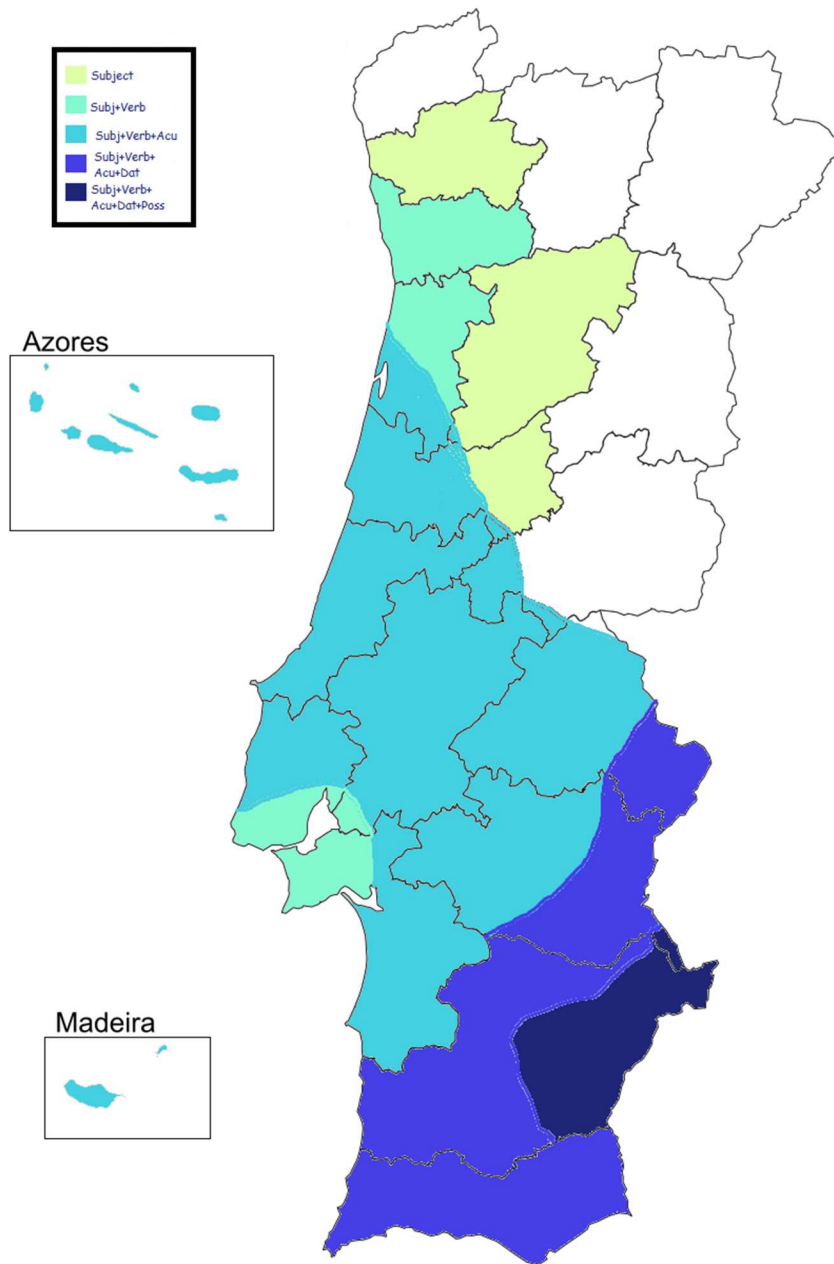 Subject
Subj+Verb
Subj+Verb+Acu
Subj+Verb+
Acu+Dat
Subj+Verb+
Acu+Dat+Poss
Azores
Madeira